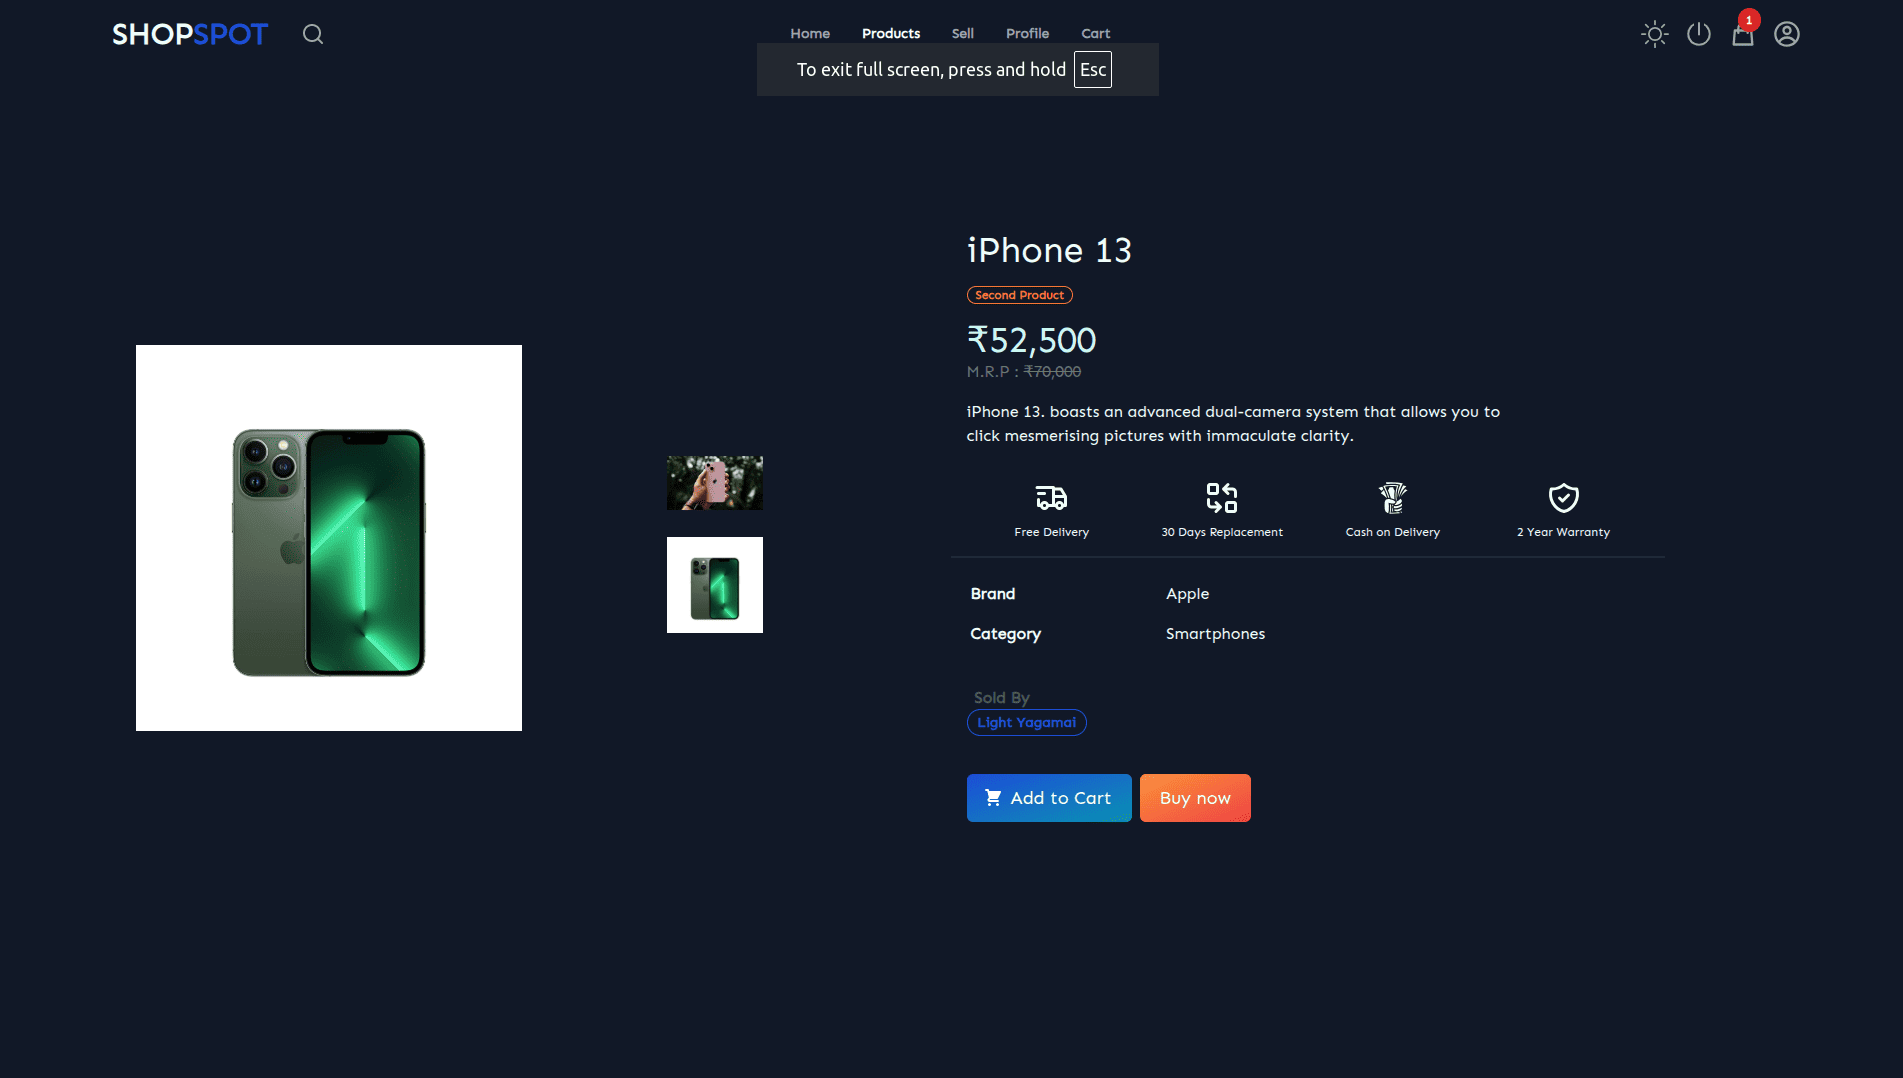 SHOPSPOT
Home Products Sell Profile Cart
1
To exit full screen, press and hold Esc
iPhone 13
Second Product
₹52,500
M.R.P : ₹70,000
iPhone 13. boasts an advanced dual-camera system that allows you to
click mesmerising pictures with immaculate clarity.
Free Delivery 30 Days Replacement Cash on Delivery 2 Year Warranty
Brand Apple
Category Smartphones
Sold By
Light Yagamai
Add to Cart Buy now